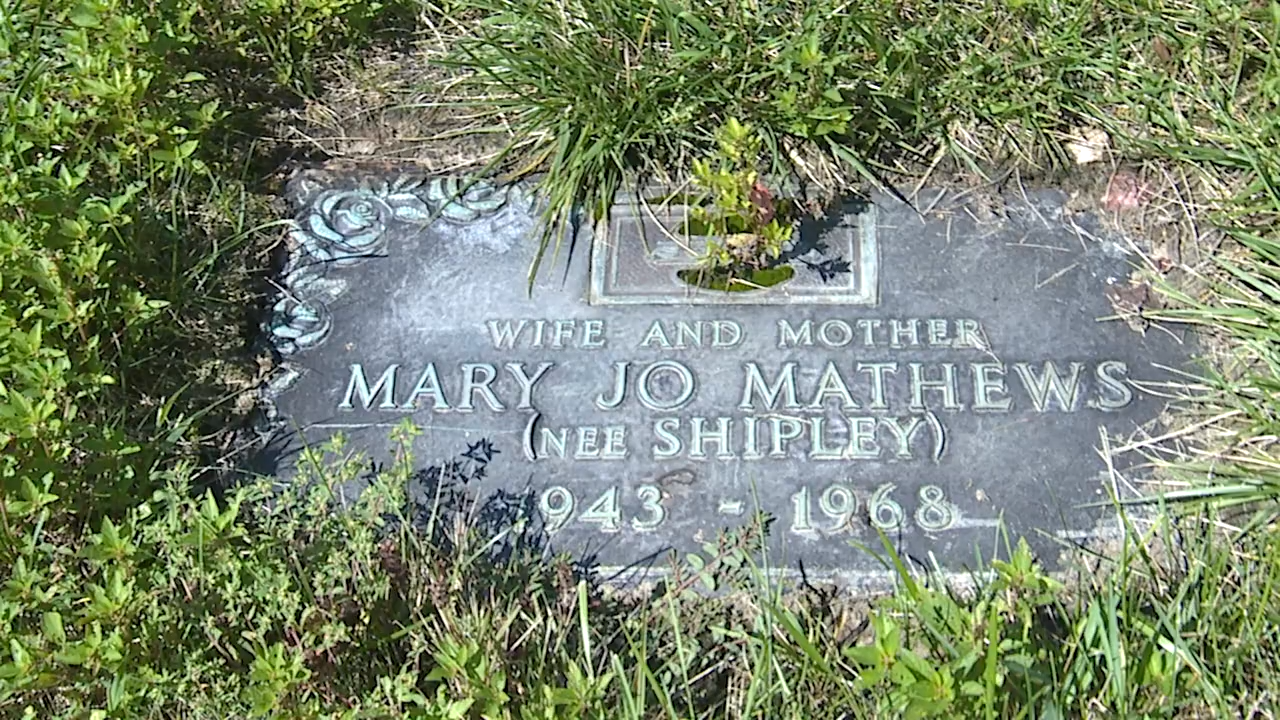 WIFE AND MOTHER
MARY JO MATHEWS
(NEE SHIPLEY)
943 - 1968